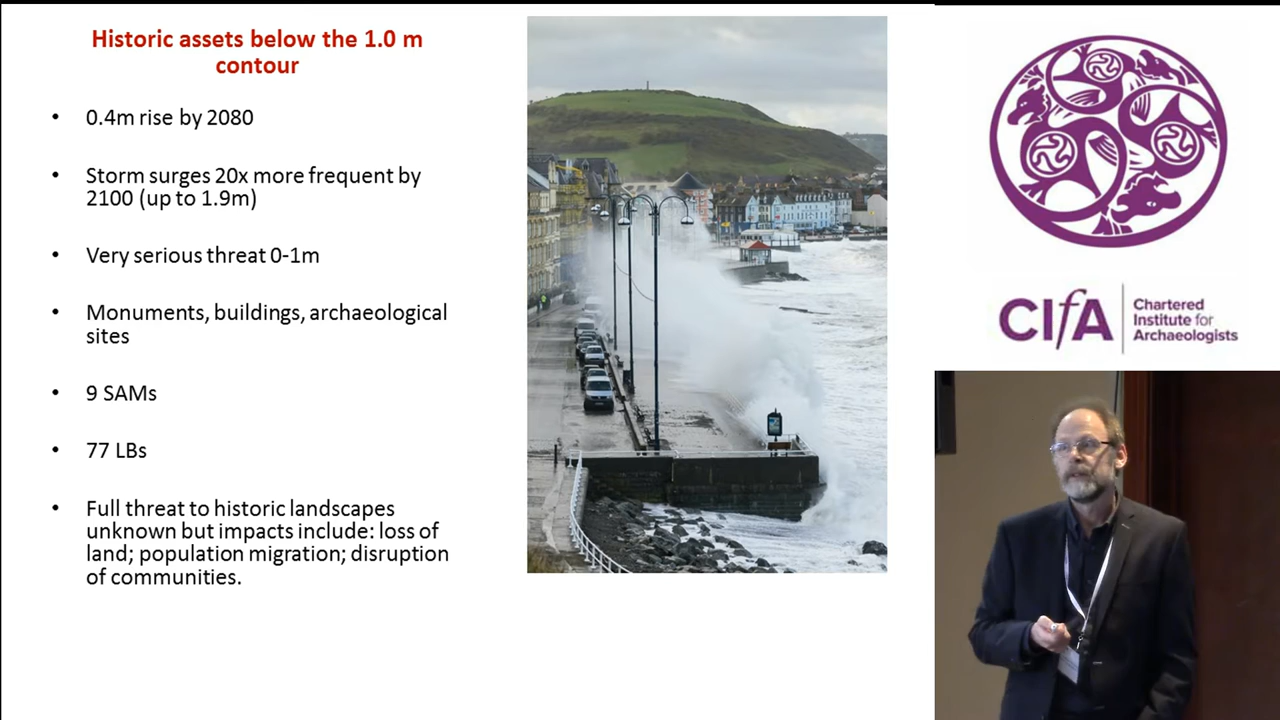 Historic assets below the 1.0 m
contour
• 0.4m rise by 2080
• Storm surges 20x more frequent by
2100 (up to 1.9m)
• Very serious threat 0-1m
• Monuments, buildings, archaeological
sites
• 9 SAMs
• 77 LBs
• Full threat to historic landscapes
unknown but impacts include: loss of
land; population migration; disruption
of communities.
CIfA
Chartered
Institute for
Archaeologists